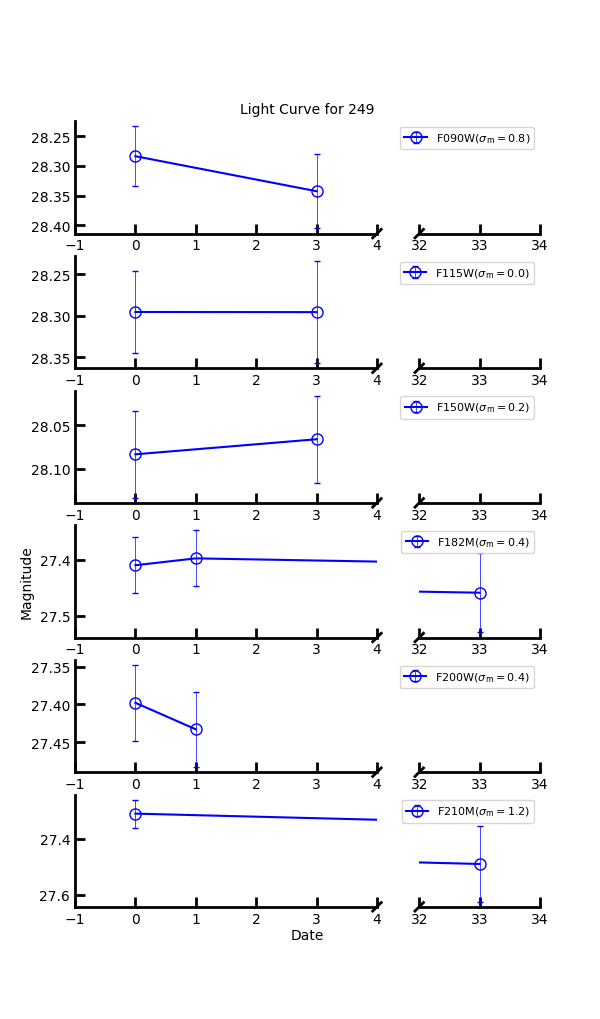 Light Curve for 249
F090W(σm = 0.8)
28.25
28.30
28.35
28.40
−1 0 1 2 3 4 32 33 34
F115W(σm = 0.0)
28.25
28.30
28.35
−1 0 1 2 3 4 32 33 34
F150W(σm = 0.2)
28.05
28.10
−1 0 1 2 3 4 32 33 34
F182M(σm = 0.4)
27.4
27.5
−1 0 1 2 3 4 32 33 34
Magnitude
F200W(σm = 0.4)
27.35
27.40
27.45
−1 0 1 2 3 4 32 33 34
F210M(σm = 1.2)
27.4
27.6
−1 0 1 2 3 4 32 33 34
Date